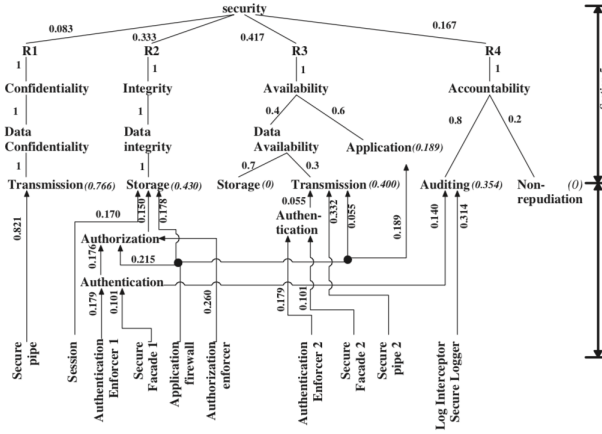 security
0.083
0.333
0.417
0.167
R1
R2
R3
R4
1
1
1
1
Confidentiality
Integrity
Availability
Accountability
1
1
0.4
0.6
0.8
0.2
Data
Confidentiality
Data
integrity
Data
Availability
Application(0.189)
1
1
0.7
0.3
Transmission(0.766)
Storage(0.430)
Storage(0)
Transmission(0.400)
Auditing(0.354)
Non-
repudiation
(0)
0.821
0.170
0.150
0.178
0.055
0.332
0.055
0.189
0.140
0.314
Authen-
tication
Authorization
0.176
0.215
Authentication
0.179
0.101
0.260
0.179
0.101
Secure
pipe
Session
Authentication
Enforcer 1
Secure
Facade 1
Application
firewall
Authorization
enforcer
Authentication
Enforcer 2
Secure
Facade 2
Secure
pipe 2
Log Interceptor
Secure Logger